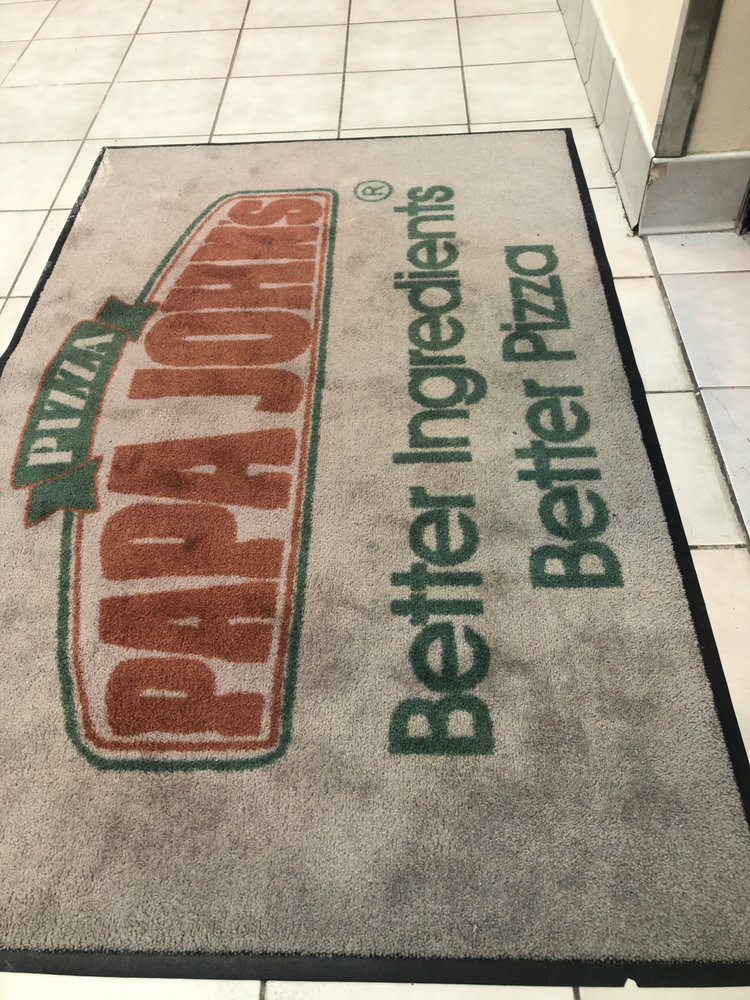 PIZZA
PAPA JOHNS®
Better Ingredients
Better Pizza